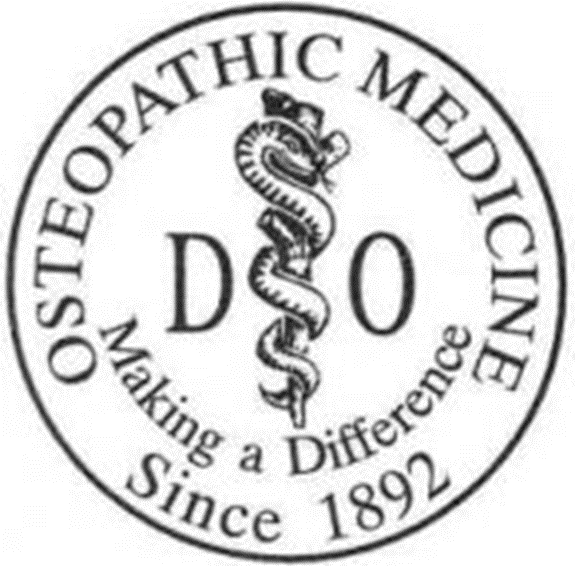 OSTEOPATHIC MEDICINE
D O
Making a Difference
Since 1892